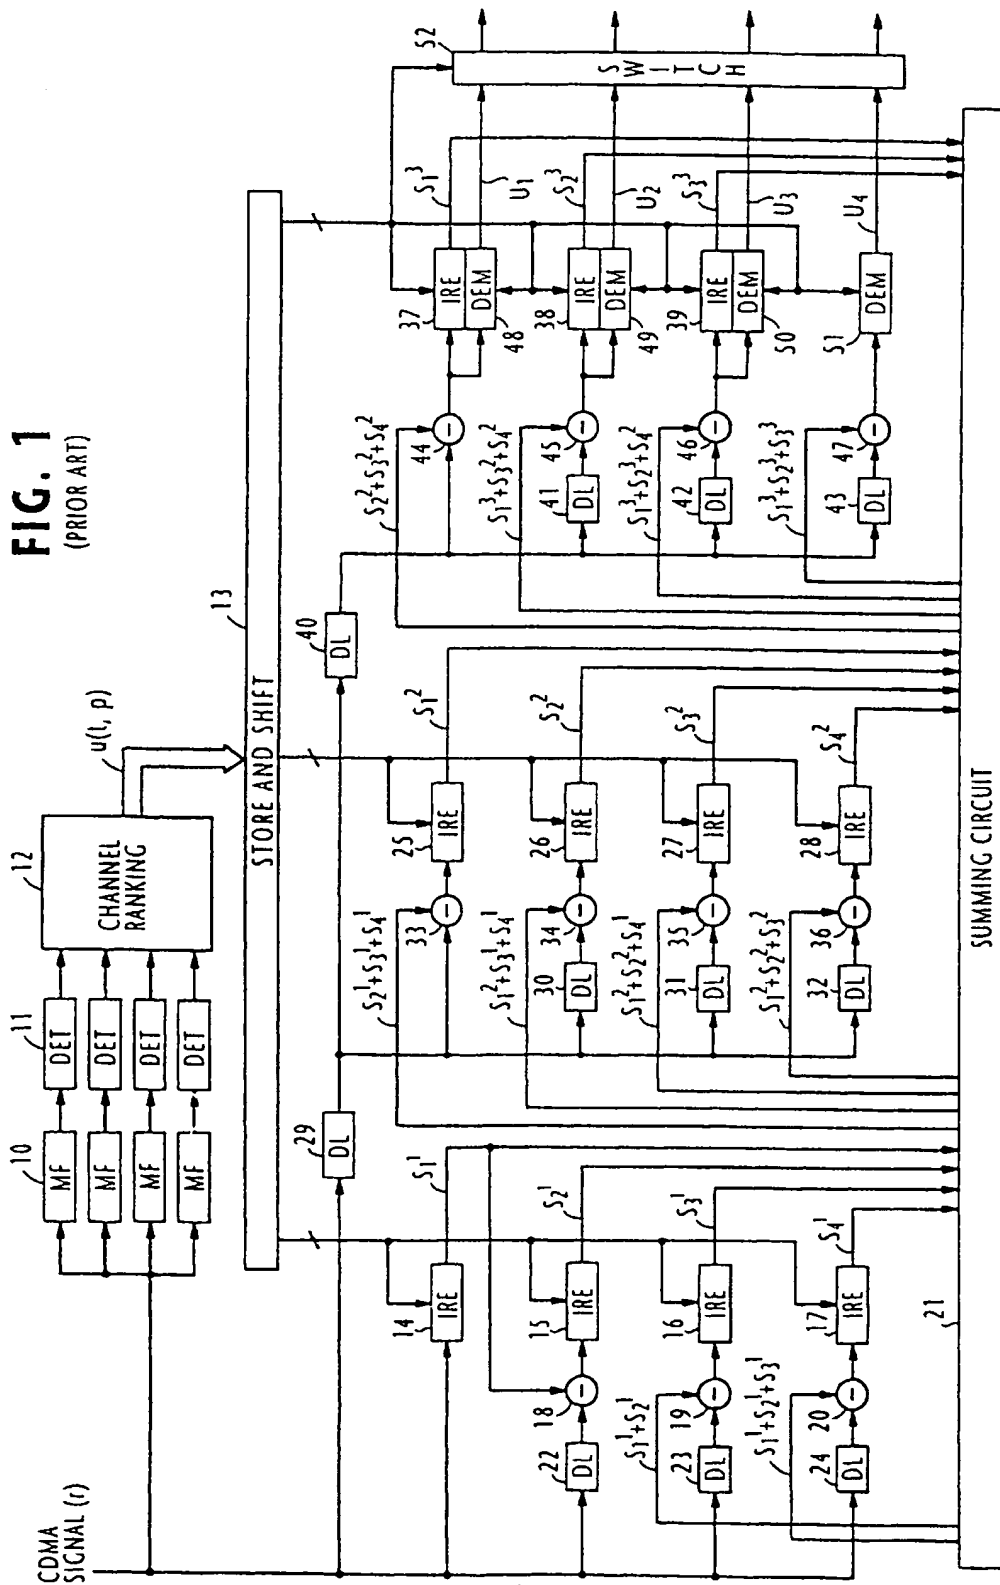 FIG. 1
(PRIOR ART)
CDMA
SIGNAL (r)
10
MF
MF
MF
MF
11
DET
DET
DET
DET
12
CHANNEL
RANKING
u(t, p)
13
STORE AND SHIFT
29
DL
40
DL
14
IRE
S₁¹
22
DL
18
−
15
IRE
S₂¹
S₁¹+S₂¹
23
DL
19
−
16
IRE
S₃¹
S₁¹+S₂¹+S₃¹
24
DL
20
−
17
IRE
S₄¹
21
SUMMING CIRCUIT
S₂¹+S₃¹+S₄¹
33
−
25
IRE
S₁²
S₁²+S₃¹+S₄¹
30
DL
34
−
26
IRE
S₂²
S₁²+S₂²+S₄¹
31
DL
35
−
27
IRE
S₃²
S₁²+S₂²+S₃²
32
DL
36
−
28
IRE
S₄²
S₂²+S₃²+S₄²
44
−
37
IRE
DEM
48
S₁³
U₁
S₁³+S₃²+S₄²
41
DL
45
−
38
IRE
DEM
49
S₂³
U₂
S₁³+S₂³+S₄²
42
DL
46
−
39
IRE
DEM
50
S₃³
U₃
S₁³+S₂³+S₃³
43
DL
47
−
51
DEM
U₄
52
SWITCH